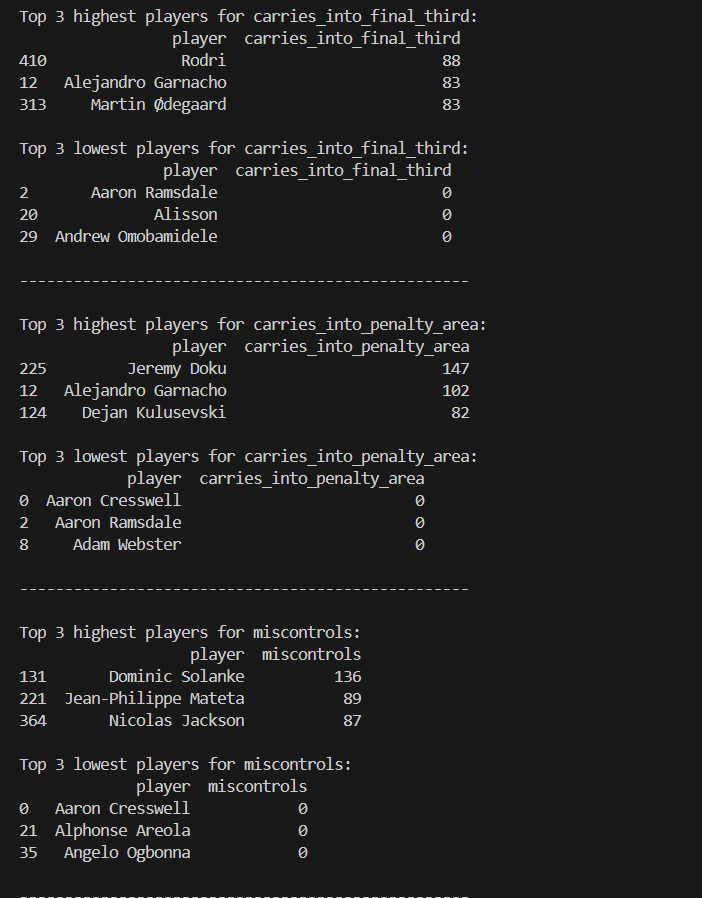 Top 3 highest players for carries_into_final_third:
player carries_into_final_third
410 Rodri 88
12 Alejandro Garnacho 83
313 Martin Ødegaard 83
Top 3 lowest players for carries_into_final_third:
player carries_into_final_third
2 Aaron Ramsdale 0
20 Alisson 0
29 Andrew Omobamidele 0
--------------------------------------------------
Top 3 highest players for carries_into_penalty_area:
player carries_into_penalty_area
225 Jeremy Doku 147
12 Alejandro Garnacho 102
124 Dejan Kulusevski 82
Top 3 lowest players for carries_into_penalty_area:
player carries_into_penalty_area
0 Aaron Cresswell 0
2 Aaron Ramsdale 0
8 Adam Webster 0
--------------------------------------------------
Top 3 highest players for miscontrols:
player miscontrols
131 Dominic Solanke 136
221 Jean-Philippe Mateta 89
364 Nicolas Jackson 87
Top 3 lowest players for miscontrols:
player miscontrols
0 Aaron Cresswell 0
21 Alphonse Areola 0
35 Angelo Ogbonna 0
--------------------------------------------------